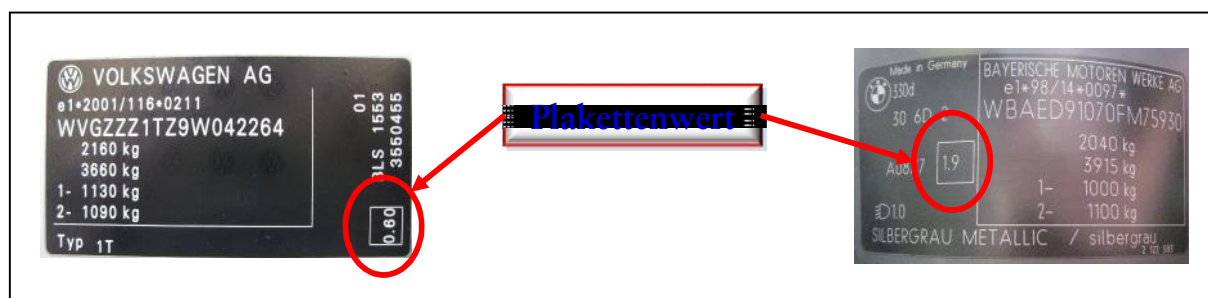 VOLKSWAGEN AG
e1*2001/116*0211
WVGZZZ1TZ9W042264
2160 kg
3660 kg
1- 1130 kg
2- 1090 kg
Typ 1T
01
BLS 1553
3550455
0.60
Plakettenwert
Made in Germany
330d
30 6D 2
1.9
1.0
BAYERISCHE MOTOREN WERKE AG
e1*98/14*0097*
WBAED91070FM75930
2040 kg
3915 kg
1- 1000 kg
2- 1100 kg
SILBERGRAU METALLIC / silbergrau